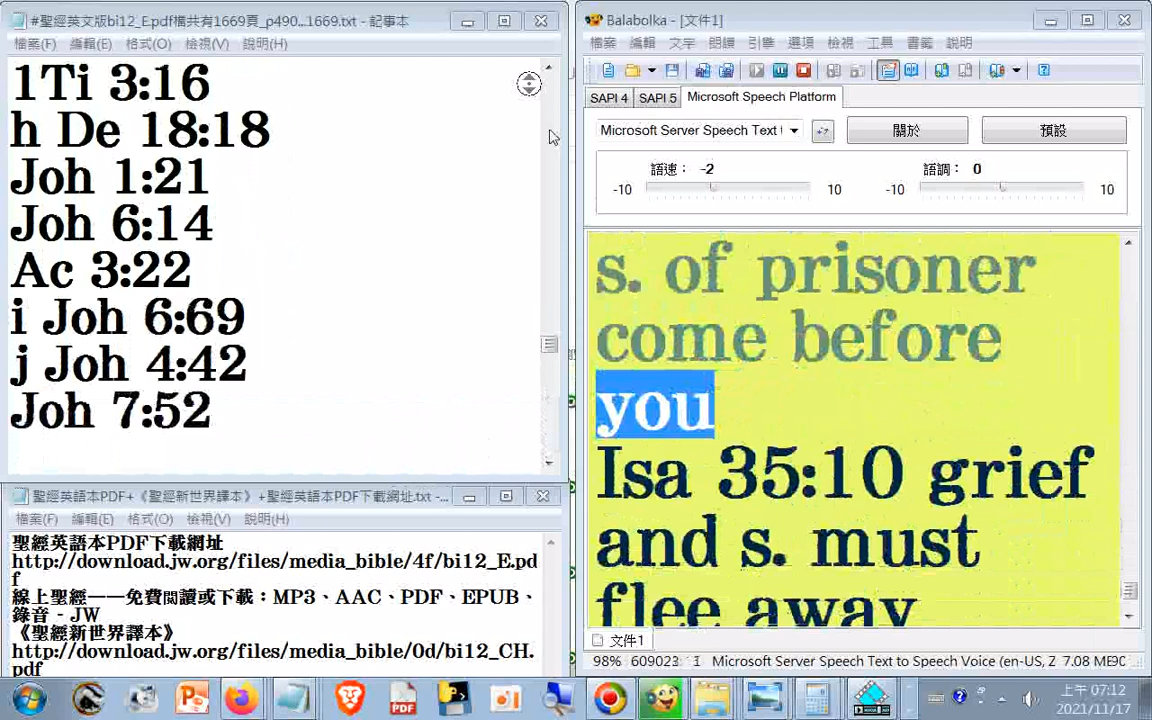 #聖經英文版bi12_E.pdf檔共有1669頁_p490...1669.txt - 記事本
檔案(F) 編輯(E) 格式(O) 檢視(V) 說明(H)
1Ti 3:16
h De 18:18
Joh 1:21
Joh 6:14
Ac 3:22
i Joh 6:69
j Joh 4:42
Joh 7:52
聖經英語本PDF+《聖經新世界譯本》+聖經英語本PDF下載網址.txt -...
檔案(F) 編輯(E) 格式(O) 檢視(V) 說明(H)
聖經英語本PDF下載網址
http://download.jw.org/files/media_bible/4f/bi12_E.pd
f
線上聖經——免費閱讀或下載：MP3、AAC、PDF、EPUB、
錄音 - JW
《聖經新世界譯本》
http://download.jw.org/files/media_bible/0d/bi12_CH.
pdf
Balabolka - [文件1]
檔案 編輯 文字 朗讀 引擎 選項 檢視 工具 書籤 說明
SAPI 4 SAPI 5 Microsoft Speech Platform
Microsoft Server Speech Text 關於 預設
語速： -2 語調： 0
-10 10 -10 10
s. of prisoner
come before
you
Isa 35:10 grief
and s. must
flee away
文件1
98% 609023: 1 Microsoft Server Speech Text to Speech Voice (en-US, Z 7.08 ME
上午 07:12
2021/11/17